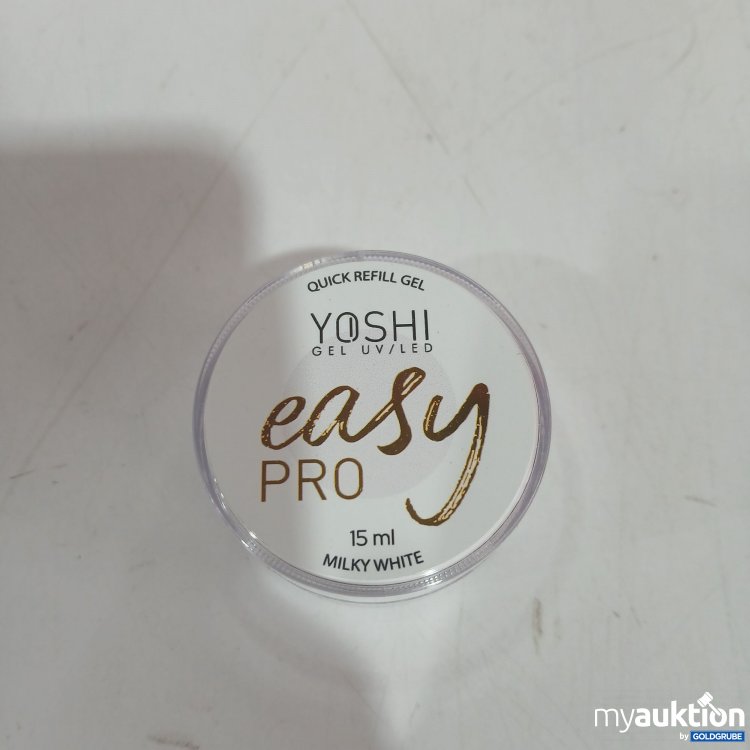 QUICK REFILL GEL
YOSHI
GEL UV/LED
easy
PRO
15 ml
MILKY WHITE
myauktion
by GOLDGRUBE